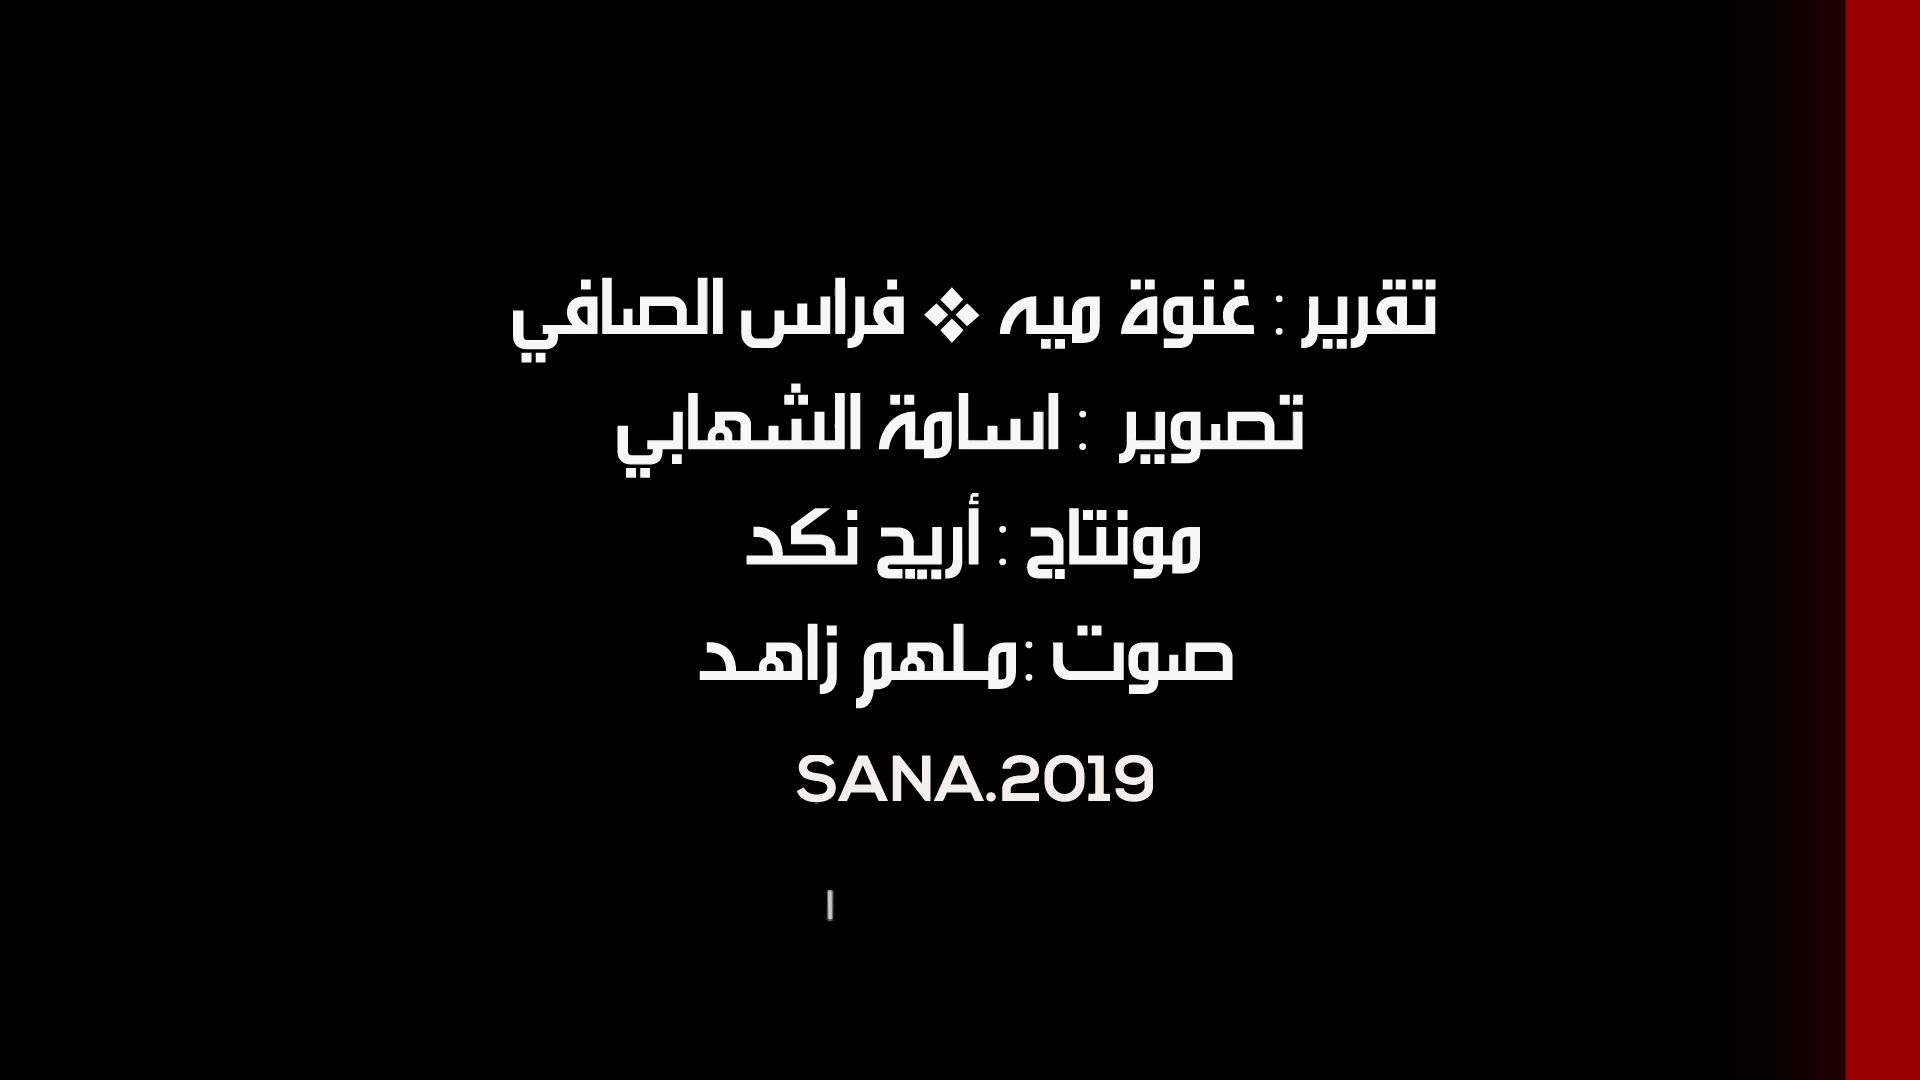 تقرير : غنوة ميه ❖ فراس الصافي
تصوير : اسامة الشهابي
مونتاج : أريج نكد
صوت :ملهم زاهد
SANA.2019